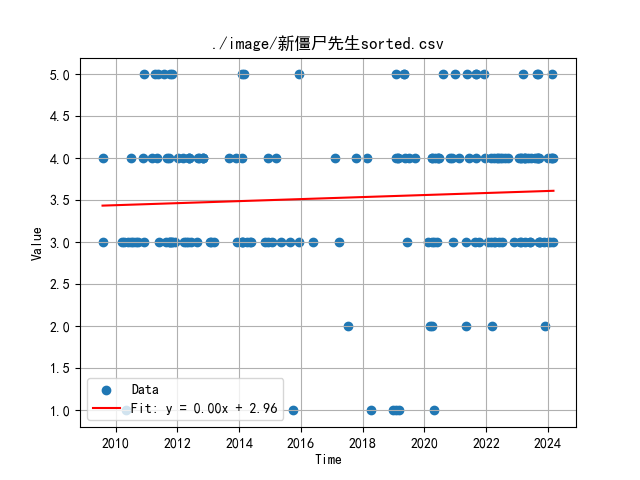 ./image/新僵尸先生sorted.csv
Value
5.0
4.5
4.0
3.5
3.0
2.5
2.0
1.5
1.0
Data
Fit: y = 0.00x + 2.96
2010 2012 2014 2016 2018 2020 2022 2024
Time